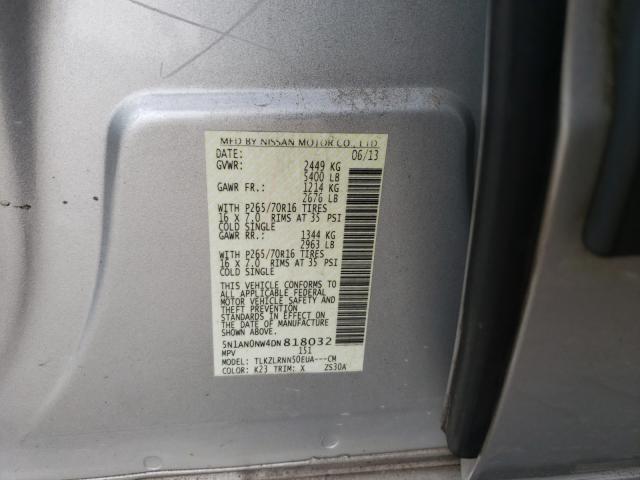 MFD BY NISSAN MOTOR CO., LTD.
DATE: 06/13
GVWR: 2449 KG
5400 LB
GAWR FR.: 1214 KG
2676 LB
WITH P265/70R16 TIRES
16 x 7.0 RIMS AT 35 PSI
COLD SINGLE
GAWR RR.: 1344 KG
2963 LB
WITH P265/70R16 TIRES
16 x 7.0 RIMS AT 35 PSI
COLD SINGLE
THIS VEHICLE CONFORMS TO
ALL APPLICABLE FEDERAL
MOTOR VEHICLE SAFETY AND
THEFT PREVENTION
STANDARDS IN EFFECT ON
THE DATE OF MANUFACTURE
SHOWN ABOVE.
5N1AN0NW4DN818032
MPV 151
MODEL: TLKZLRNN50EUA---CM
COLOR: K23 TRIM: X ZS30A